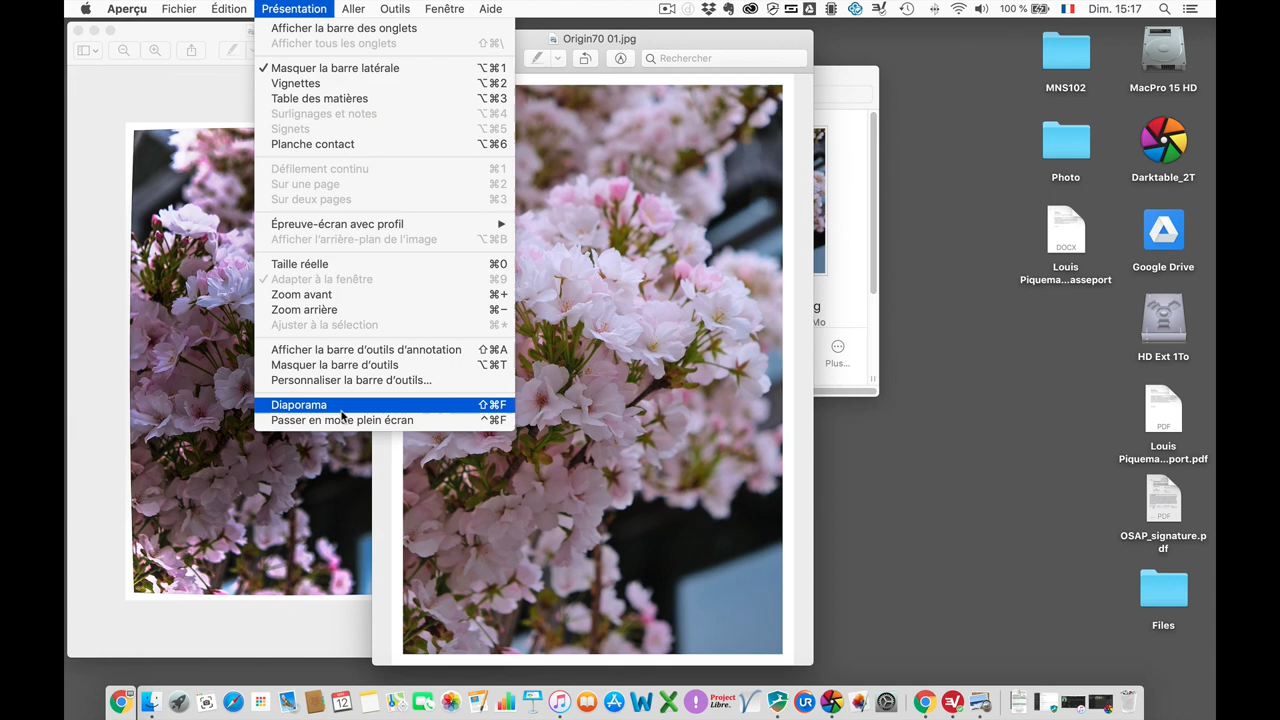 Aperçu Fichier Édition Présentation Aller Outils Fenêtre Aide 100 % Dim. 15:17
Afficher la barre des onglets
Afficher tous les onglets ⇧⌘\
✓ Masquer la barre latérale ⌥⌘1
Vignettes ⌥⌘2
Table des matières ⌥⌘3
Surlignages et notes ⌥⌘4
Signets ⌥⌘5
Planche contact ⌥⌘6
Défilement continu ⌘1
Sur une page ⌘2
Sur deux pages ⌘3
Épreuve-écran avec profil ▶
Afficher l'arrière-plan de l'image ⌥⌘B
Taille réelle ⌘0
✓ Adapter à la fenêtre ⌘9
Zoom avant ⌘+
Zoom arrière ⌘−
Ajuster à la sélection ⌘*
Afficher la barre d'outils d'annotation ⇧⌘A
Masquer la barre d'outils ⌥⌘T
Personnaliser la barre d'outils...
Diaporama ⇧⌘F
Passer en mode plein écran ^⌘F
Origin70 01.jpg
Rechercher
g
Mo
Plus...
MNS102
MacPro 15 HD
Photo
Darktable_2T
DOCX
Louis
Piquema...asseport
Google Drive
HD Ext 1To
PDF
Louis
Piquema...port.pdf
PDF
OSAP_signature.p
df
Files
12
Project
Libre.
UR